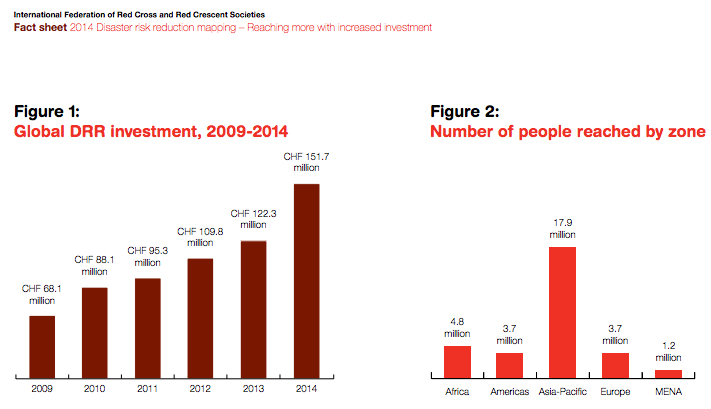 International Federation of Red Cross and Red Crescent Societies
Fact sheet 2014 Disaster risk reduction mapping – Reaching more with increased investment
Figure 1:
Global DRR investment, 2009-2014
CHF 68.1
million
CHF 88.1
million
CHF 95.3
million
CHF 109.8
million
CHF 122.3
million
CHF 151.7
million
2009 2010 2011 2012 2013 2014
Figure 2:
Number of people reached by zone
4.8
million
3.7
million
17.9
million
3.7
million
1.2
million
Africa Americas Asia-Pacific Europe MENA